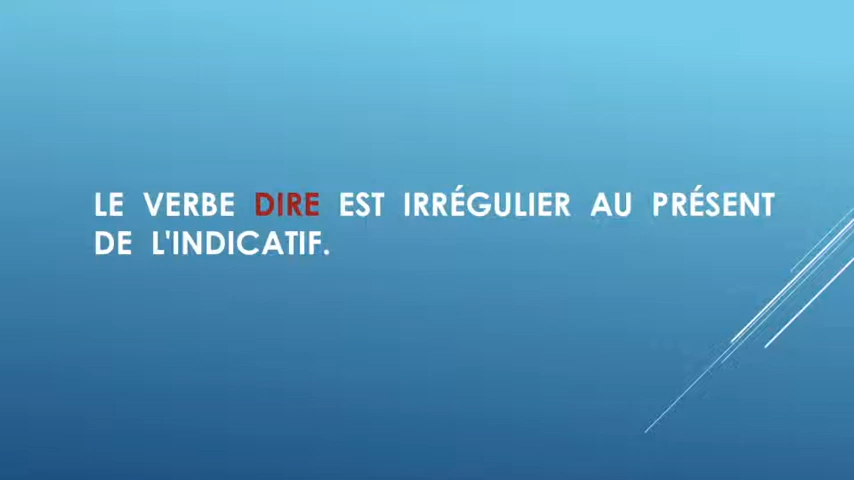 LE VERBE DIRE EST IRRÉGULIER AU PRÉSENT
DE L'INDICATIF.